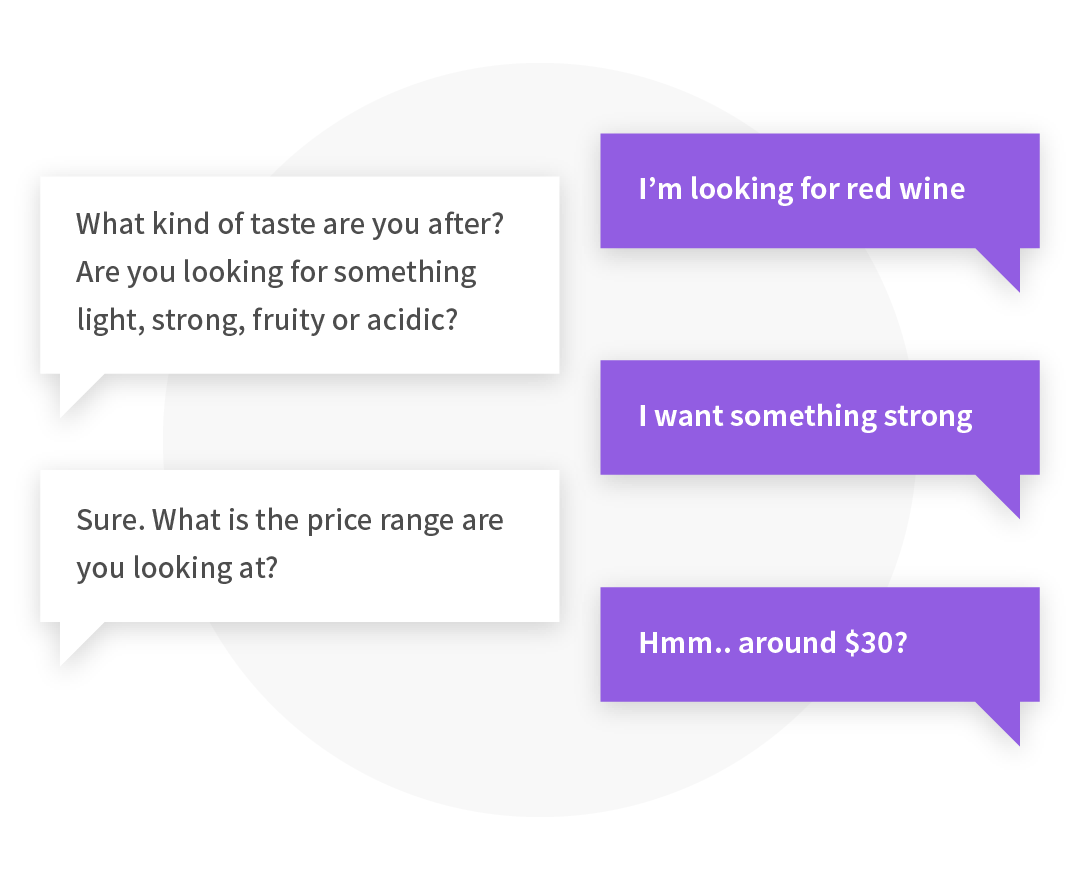 I’m looking for red wine
What kind of taste are you after?
Are you looking for something
light, strong, fruity or acidic?
I want something strong
Sure. What is the price range are
you looking at?
Hmm.. around $30?